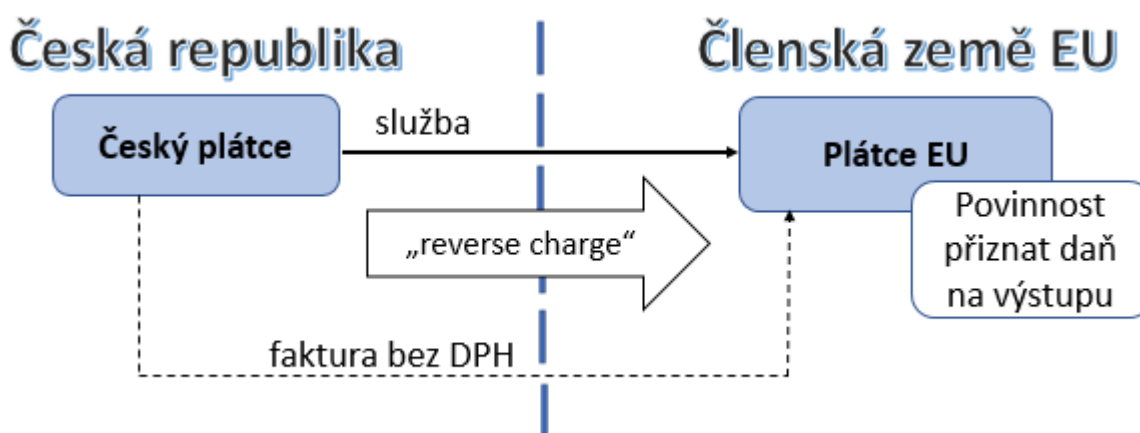 Česká republika
Členská země EU
Český plátce
služba
Plátce EU
„reverse charge“
Povinnost
přiznat daň
na výstupu
faktura bez DPH